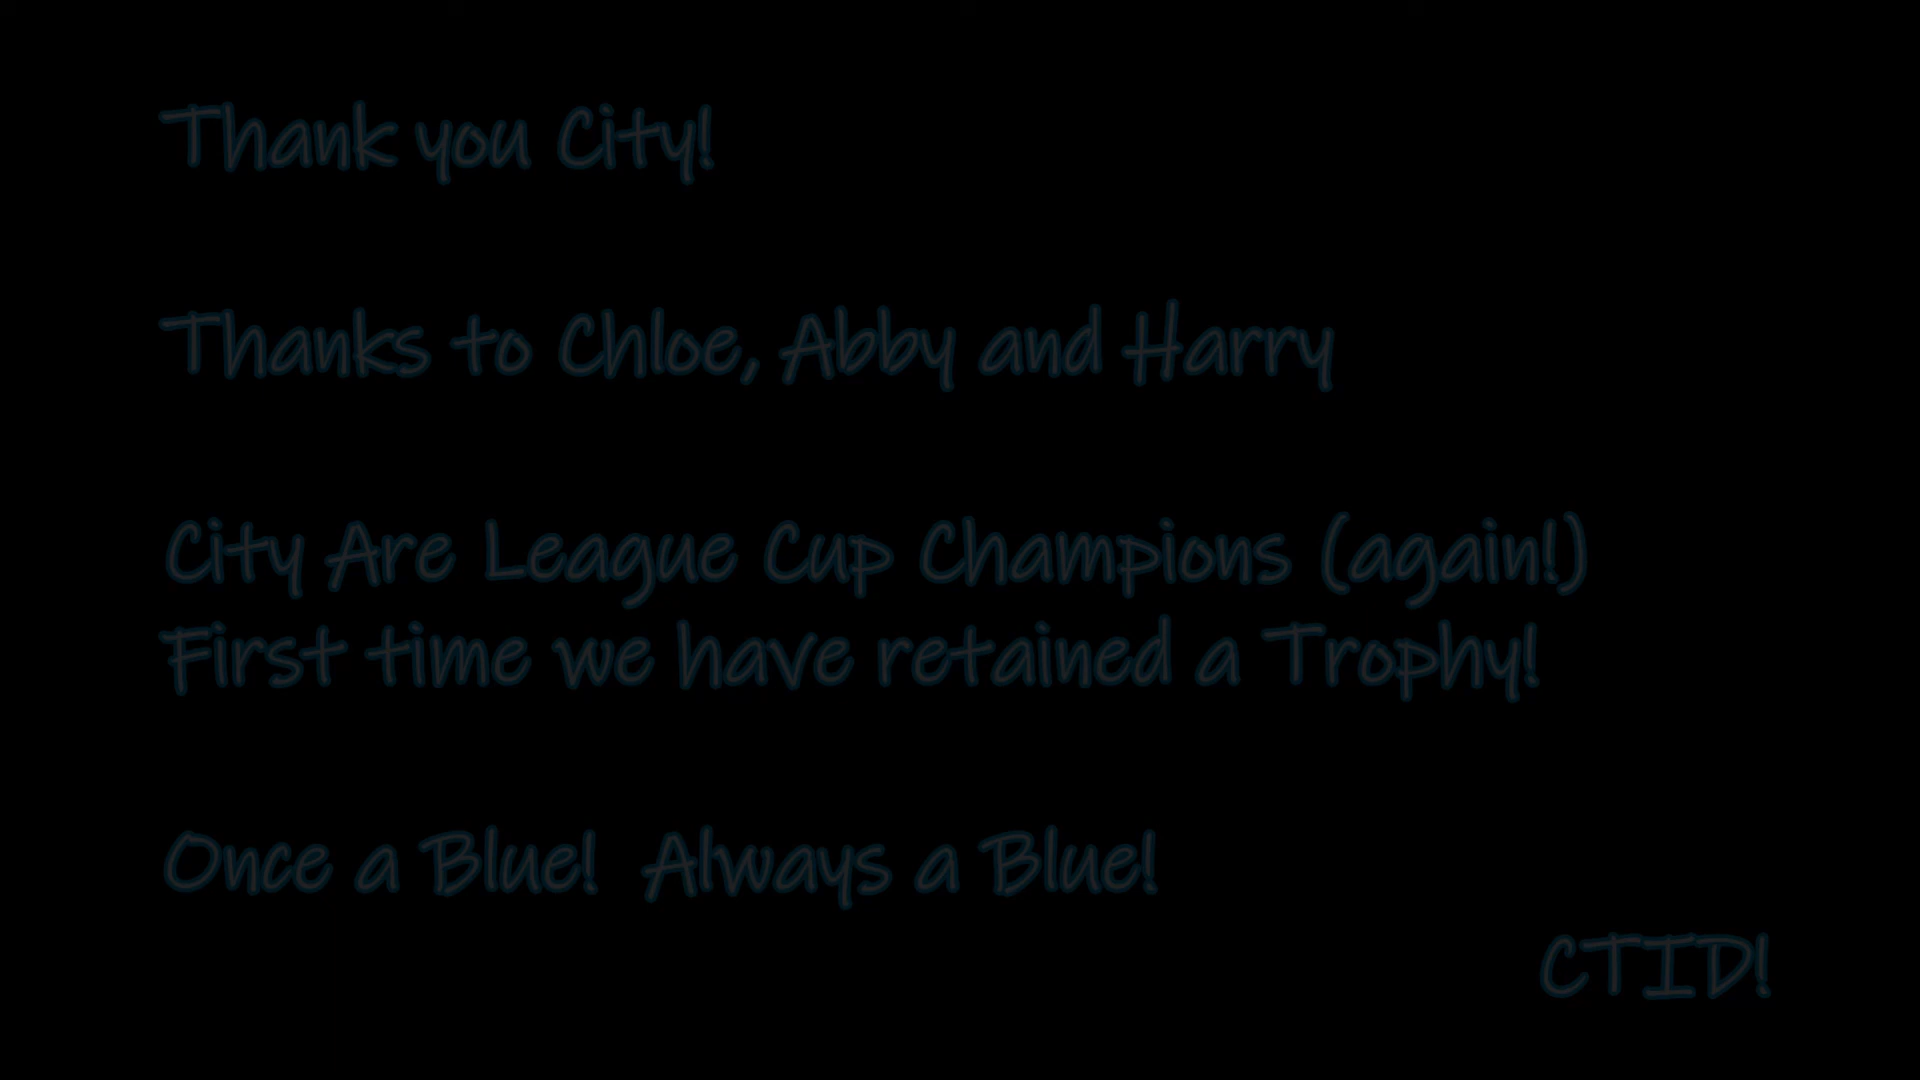 Thank you City!
Thanks to Chloe, Abby and Harry
City Are League Cup Champions (again!)
First time we have retained a Trophy!
Once a Blue!  Always a Blue!
CTID!